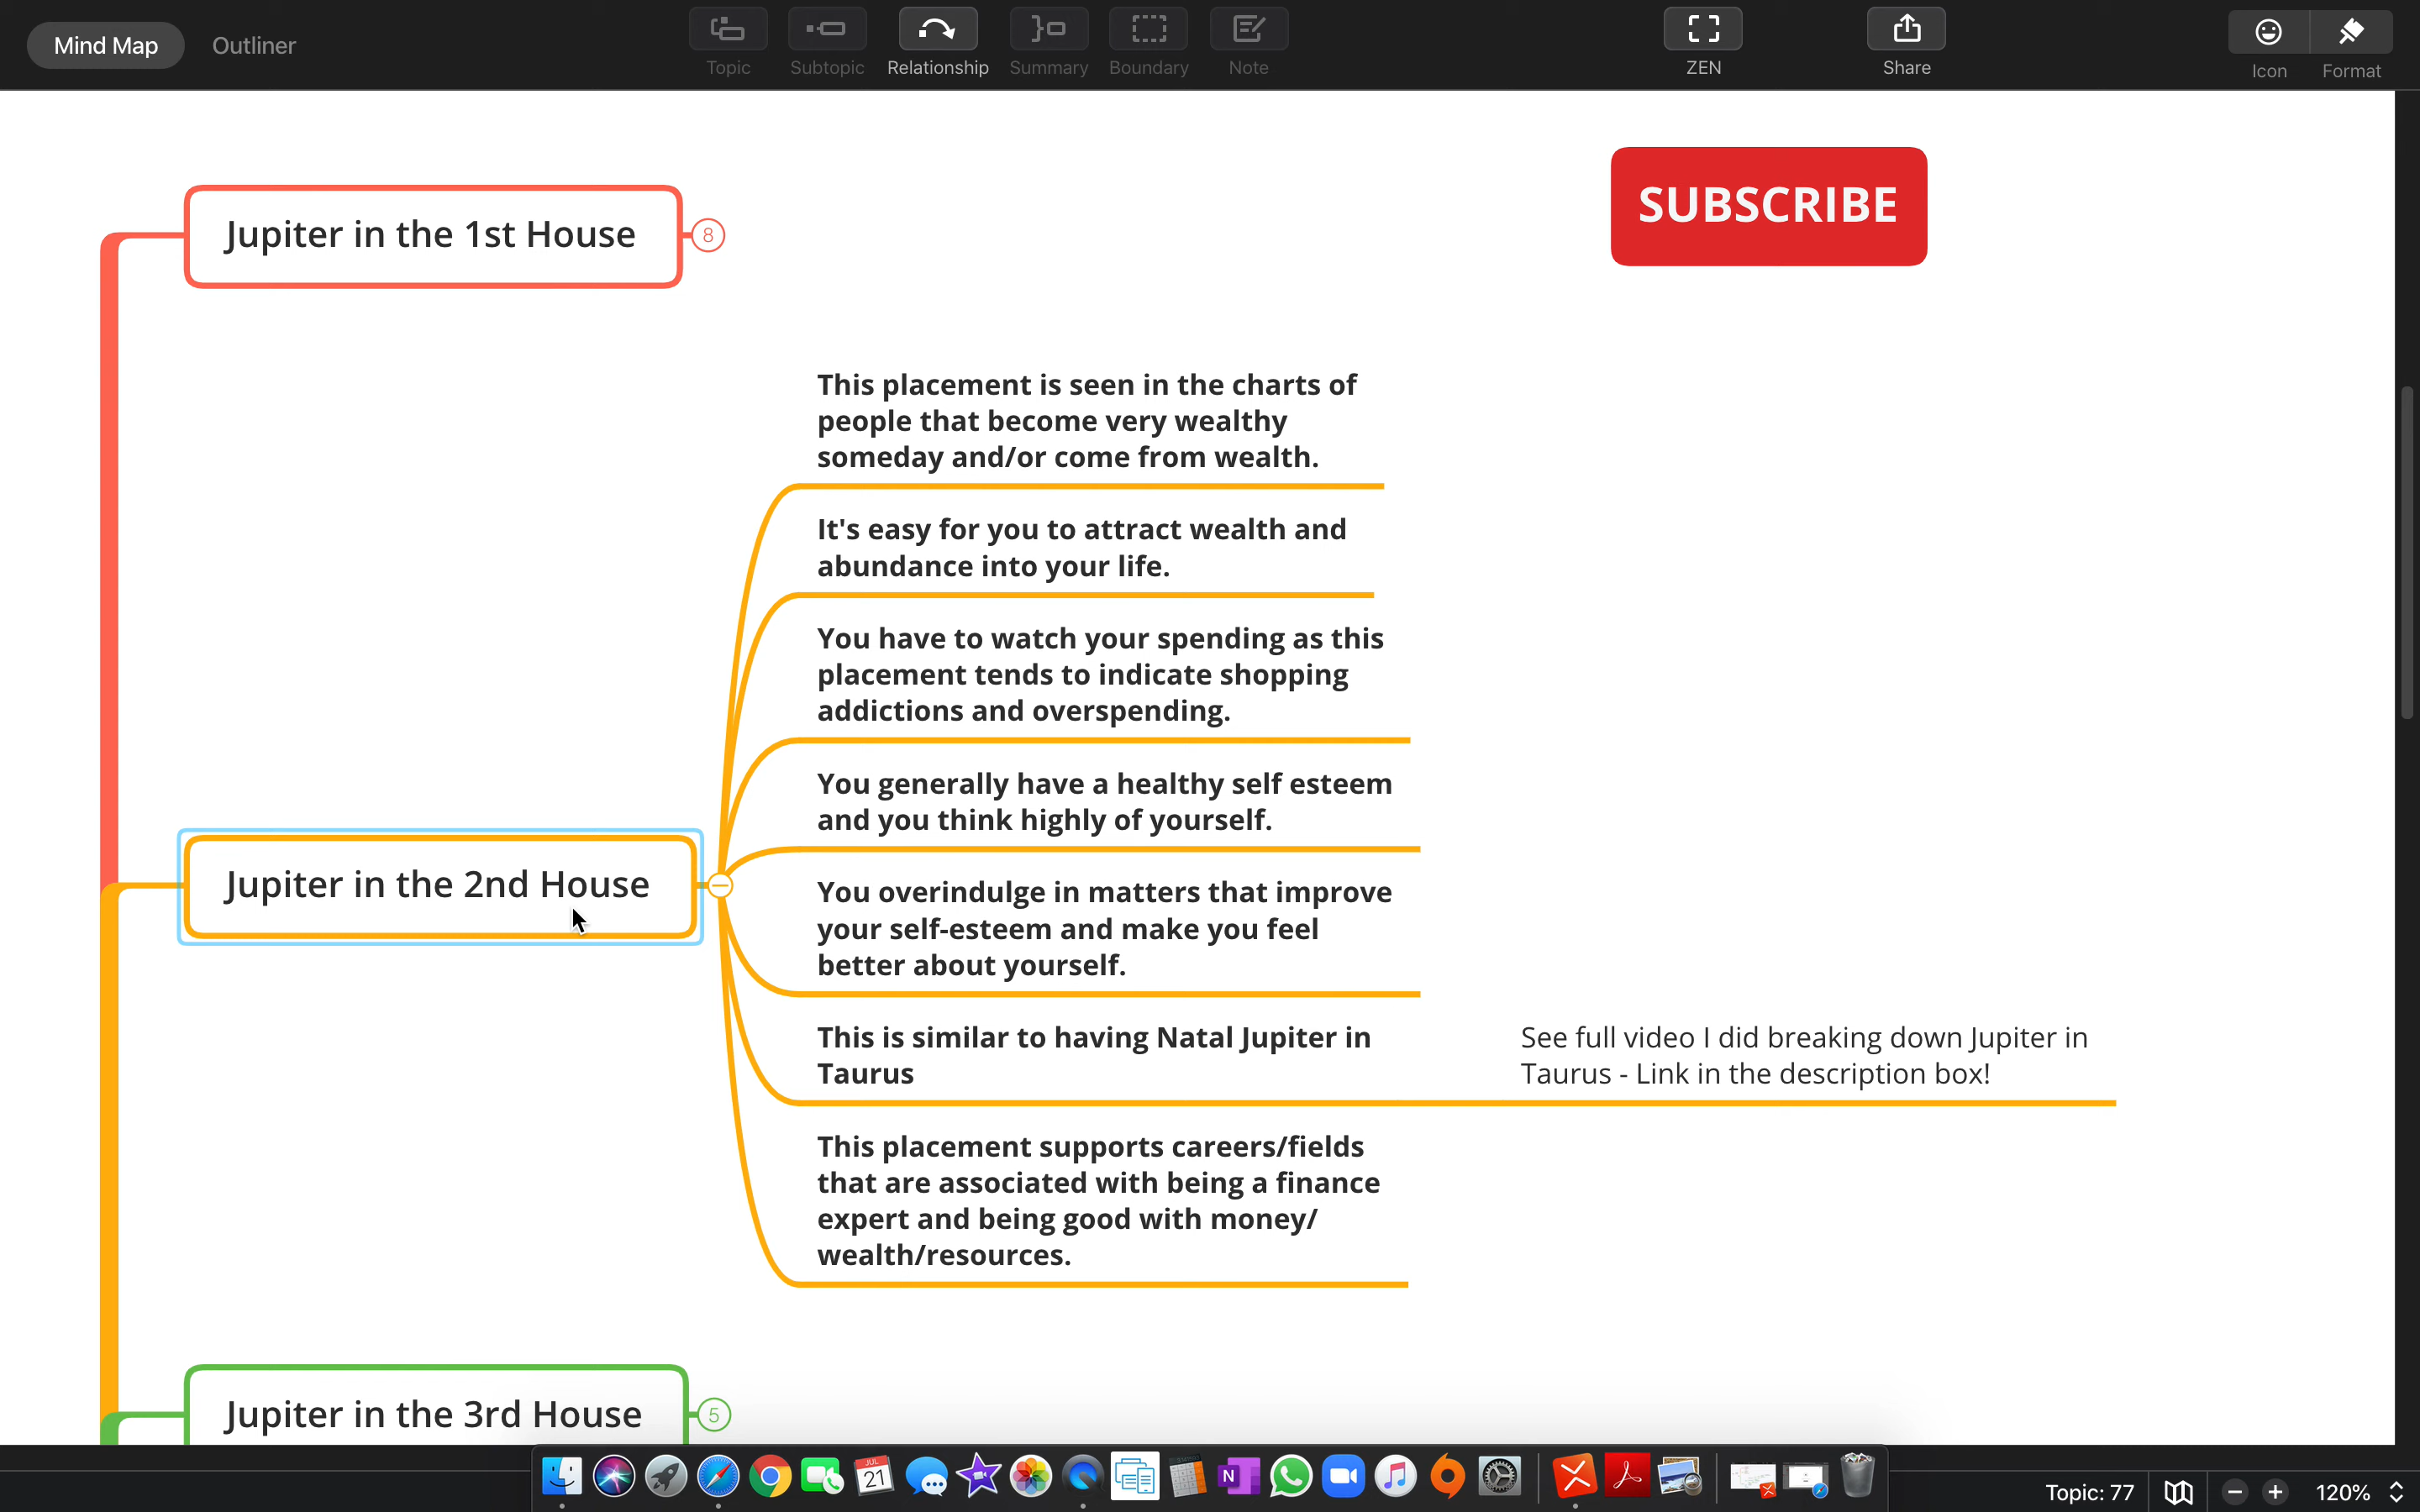 Mind Map
Outliner
Topic
Subtopic
Relationship
Summary
Boundary
Note
ZEN
Share
Icon
Format
SUBSCRIBE
Jupiter in the 1st House
8
This placement is seen in the charts of
people that become very wealthy
someday and/or come from wealth.
It's easy for you to attract wealth and
abundance into your life.
You have to watch your spending as this
placement tends to indicate shopping
addictions and overspending.
You generally have a healthy self esteem
and you think highly of yourself.
Jupiter in the 2nd House
You overindulge in matters that improve
your self-esteem and make you feel
better about yourself.
This is similar to having Natal Jupiter in
Taurus
See full video I did breaking down Jupiter in
Taurus - Link in the description box!
This placement supports careers/fields
that are associated with being a finance
expert and being good with money/
wealth/resources.
Jupiter in the 3rd House
5
JUL
21
N
Topic: 77
120%